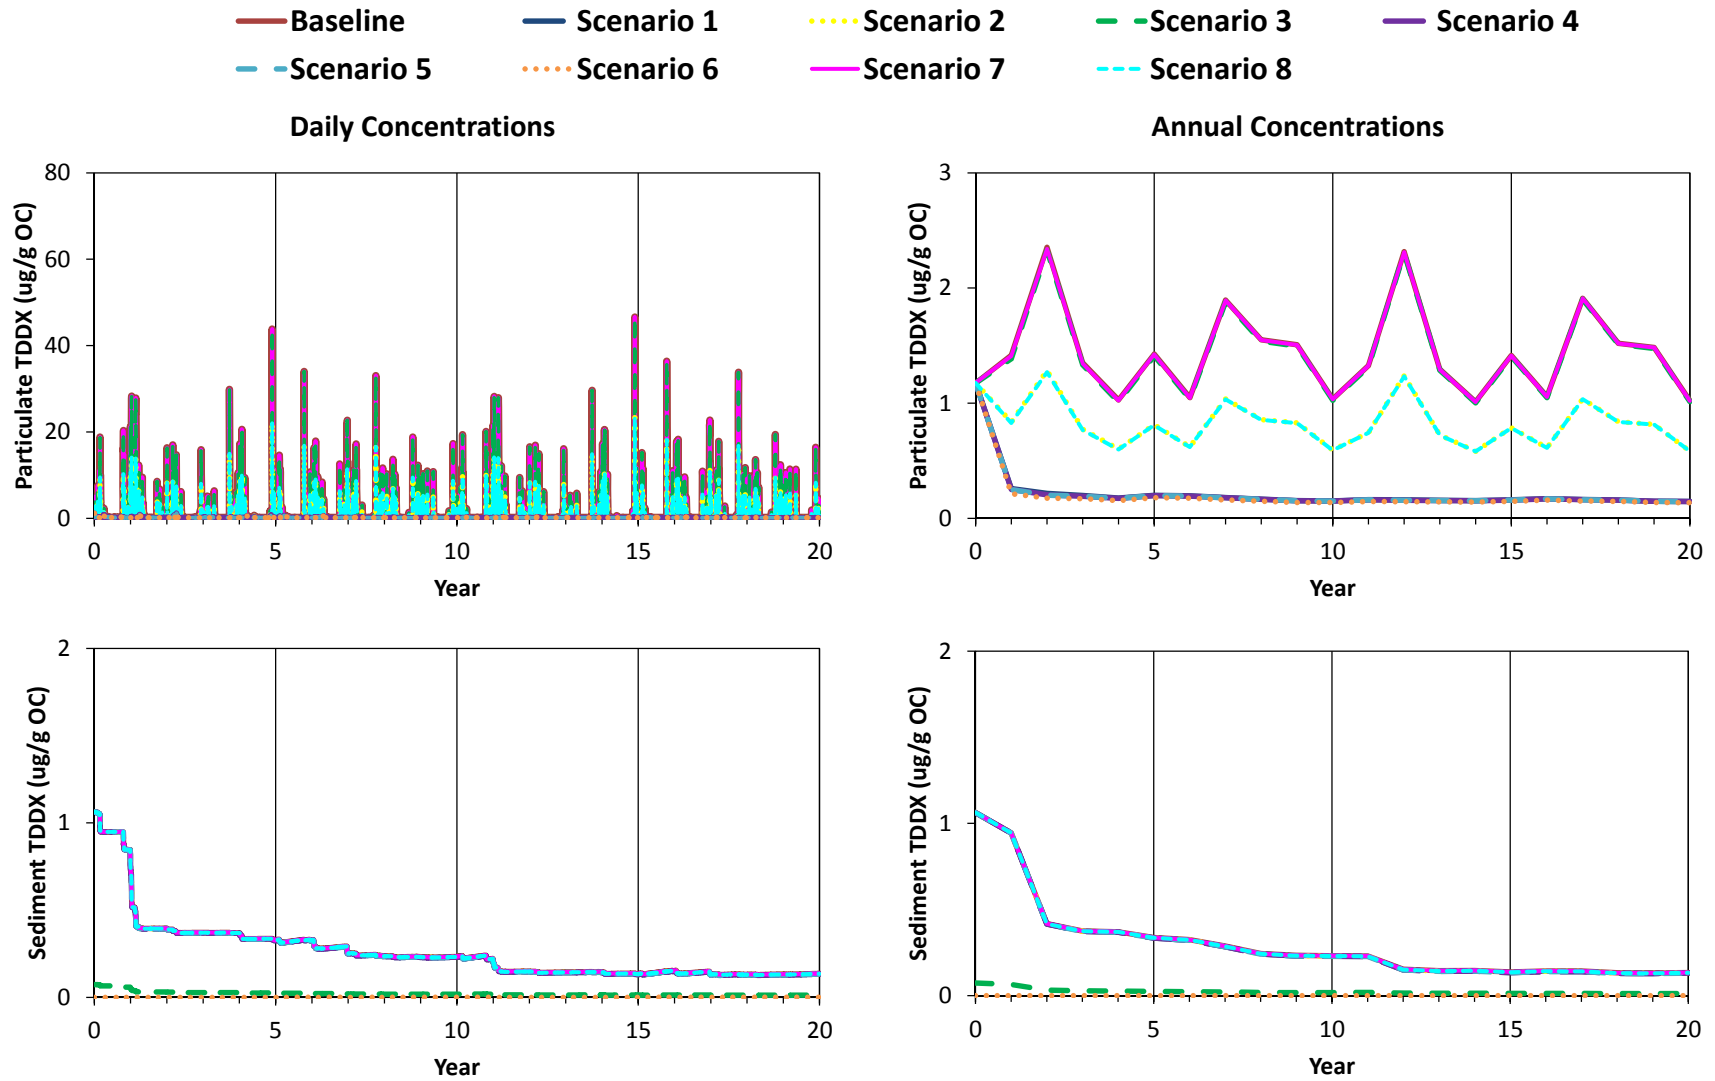 Baseline Scenario 1 Scenario 2 Scenario 3 Scenario 4
Scenario 5 Scenario 6 Scenario 7 Scenario 8
Daily Concentrations
Particulate TDDX (ug/g OC)
80
60
40
20
0
0 5 10 15 20
Year
Annual Concentrations
Particulate TDDX (ug/g OC)
3
2
1
0
0 5 10 15 20
Year
Sediment TDDX (ug/g OC)
2
1
0
0 5 10 15 20
Year
Sediment TDDX (ug/g OC)
2
1
0
0 5 10 15 20
Year